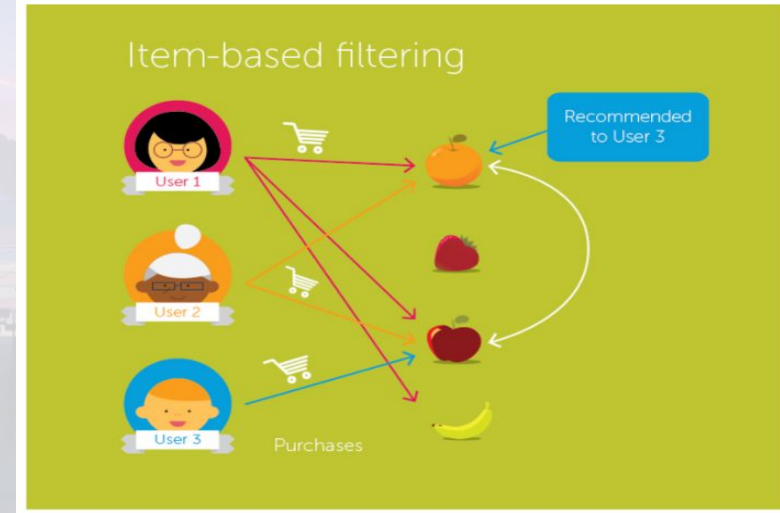 Item-based filtering
Recommended
to User 3
User 1
User 2
User 3
Purchases